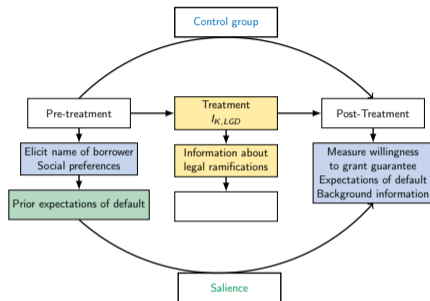 Control group
Pre-treatment
Treatment
I_{K,LGD}
Post-Treatment
Elicit name of borrower
Social preferences
Information about
legal ramifications
Measure willingness
to grant guarantee
Expectations of default
Background information
Prior expectations of default
Salience